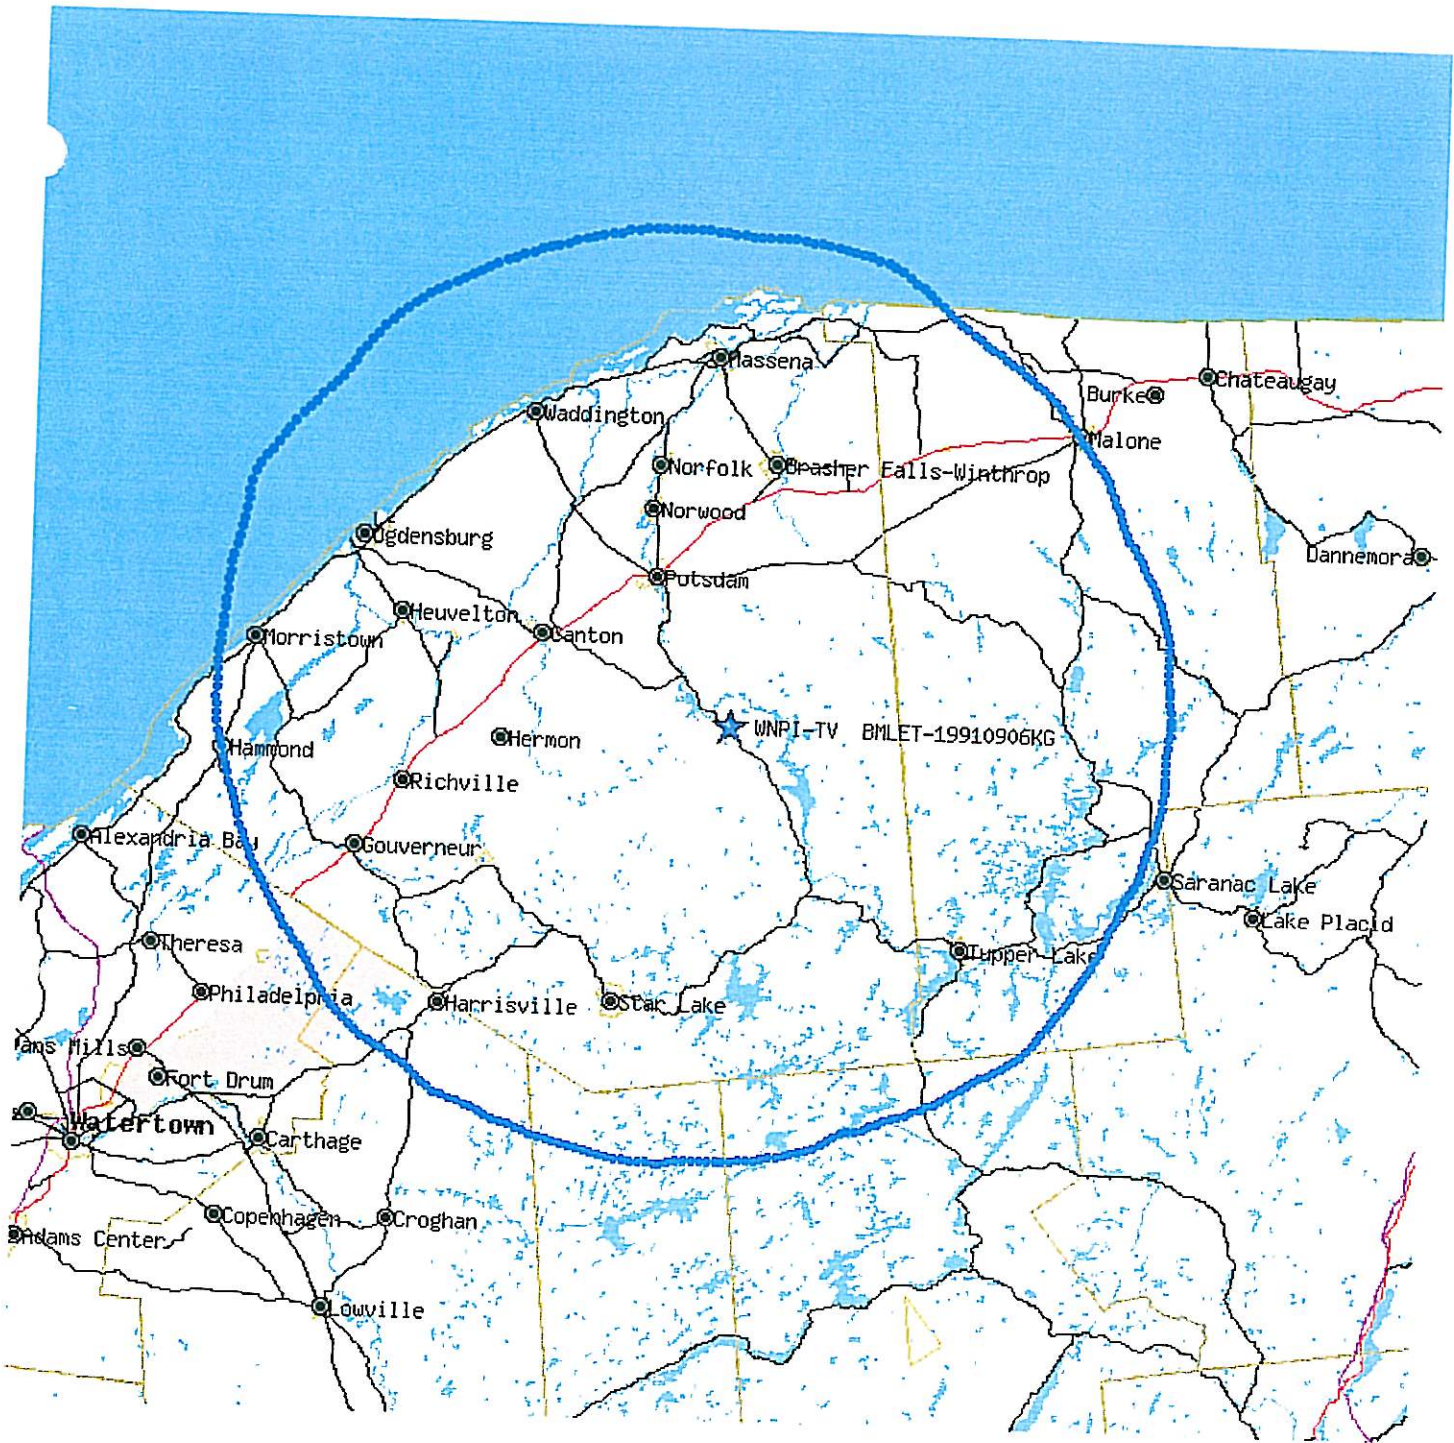 Massena
Chateaugay
Burke
Waddington
Malone
Norfolk
Brasher Falls-Winthrop
Norwood
Ogdensburg
Dannemora
Potsdam
Heuvelton
Morristown
Canton
WNPI-TV BMLET-19910906KG
Hermon
Hammond
Richville
Alexandria Bay
Gouverneur
Saranac Lake
Lake Placid
Theresa
Tupper Lake
Philadelphia
Harrisville
Star Lake
ans Mills
Fort Drum
Watertown
Carthage
Copenhagen
Croghan
Adams Center
Lowville